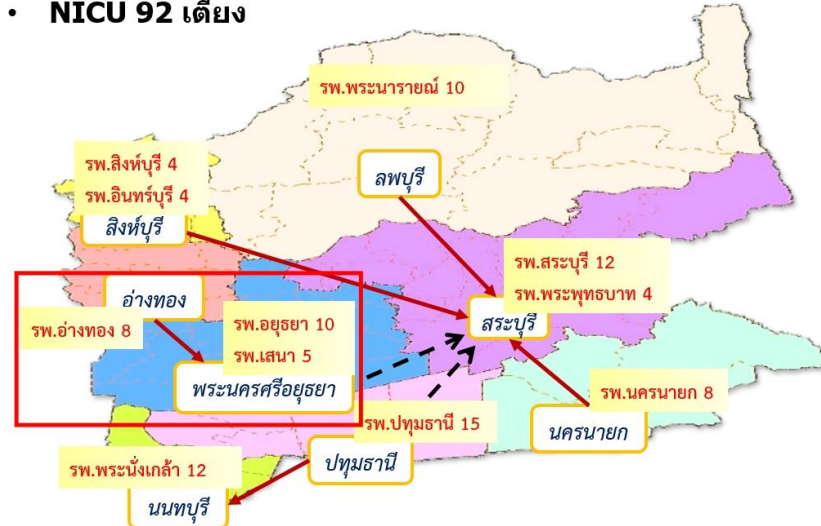 • NICU 92 เตียง
รพ.พระนารายณ์ 10
รพ.สิงห์บุรี 4
รพ.อินทร์บุรี 4
สิงห์บุรี
ลพบุรี
รพ.สระบุรี 12
รพ.พระพุทธบาท 4
สระบุรี
อ่างทอง
รพ.อ่างทอง 8
รพ.อยุธยา 10
รพ.เสนา 5
พระนครศรีอยุธยา
รพ.นครนายก 8
นครนายก
รพ.ปทุมธานี 15
ปทุมธานี
รพ.พระนั่งเกล้า 12
นนทบุรี